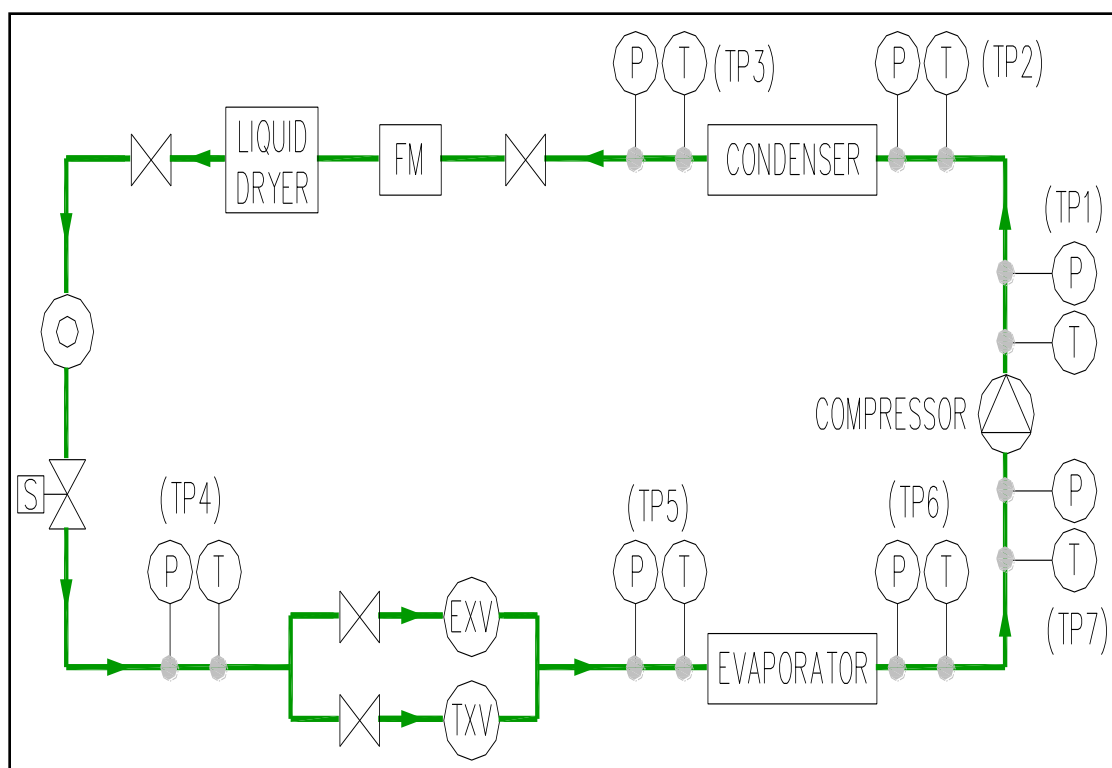 P T (TP3)
P T (TP2)
LIQUID
DRYER
FM
CONDENSER
(TP1)
P
T
COMPRESSOR
S
(TP4)
P T
(TP5)
P T
(TP6)
P T
P
T
(TP7)
EXV
EVAPORATOR
TXV